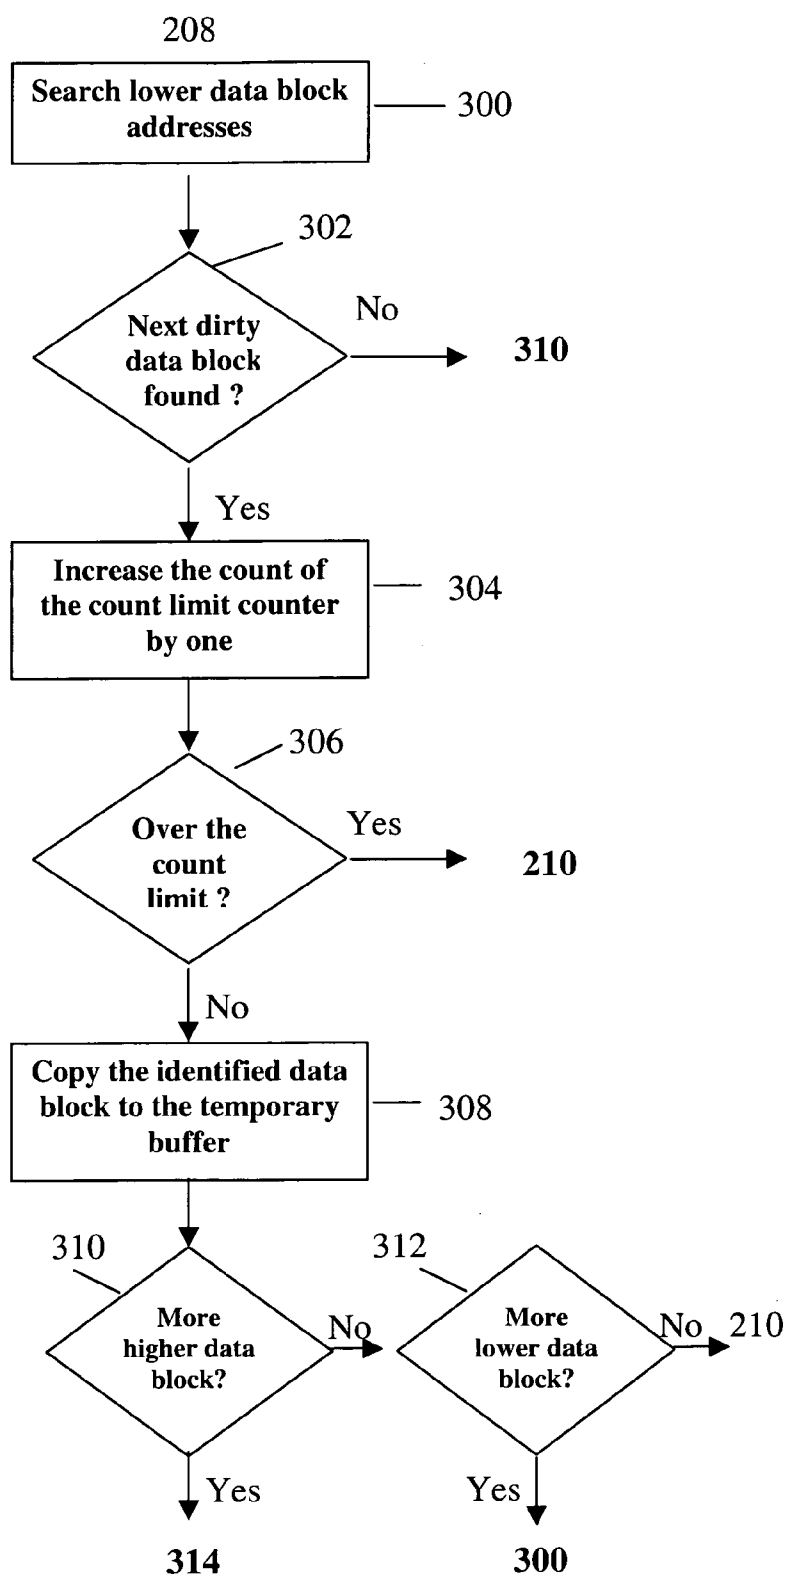 208
Search lower data block
addresses
300
302
Next dirty
data block
found ?
No
310
Yes
Increase the count of
the count limit counter
by one
304
306
Over the
count
limit ?
Yes
210
No
Copy the identified data
block to the temporary
buffer
308
310
More
higher data
block?
No
312
More
lower data
block?
No
210
Yes
314
Yes
300